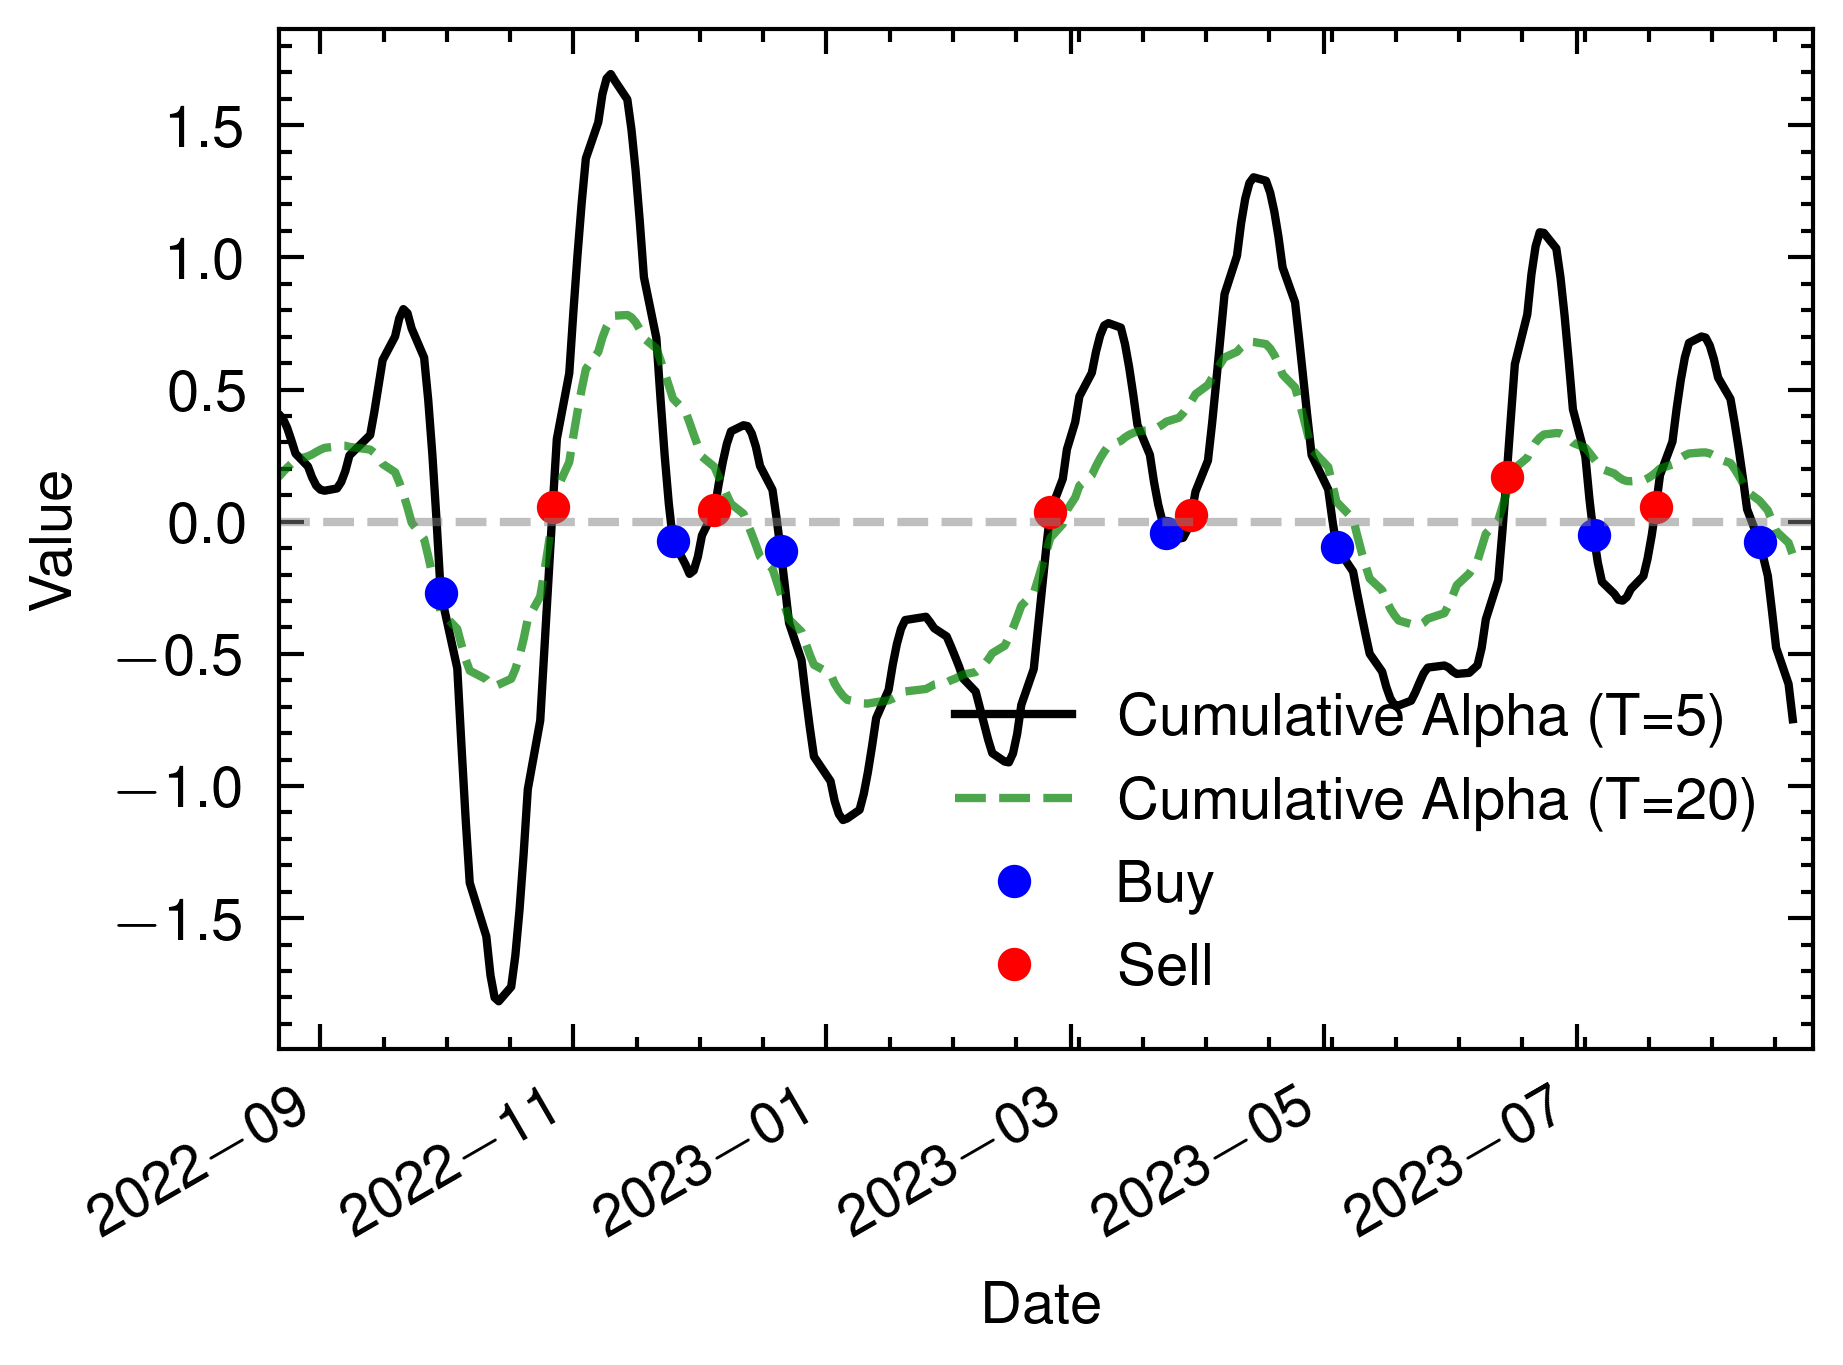 1.5
1.0
0.5
0.0
−0.5
−1.0
−1.5
Value
Cumulative Alpha (T=5)
Cumulative Alpha (T=20)
Buy
Sell
2022−09
2022−11
2023−01
2023−03
2023−05
2023−07
Date